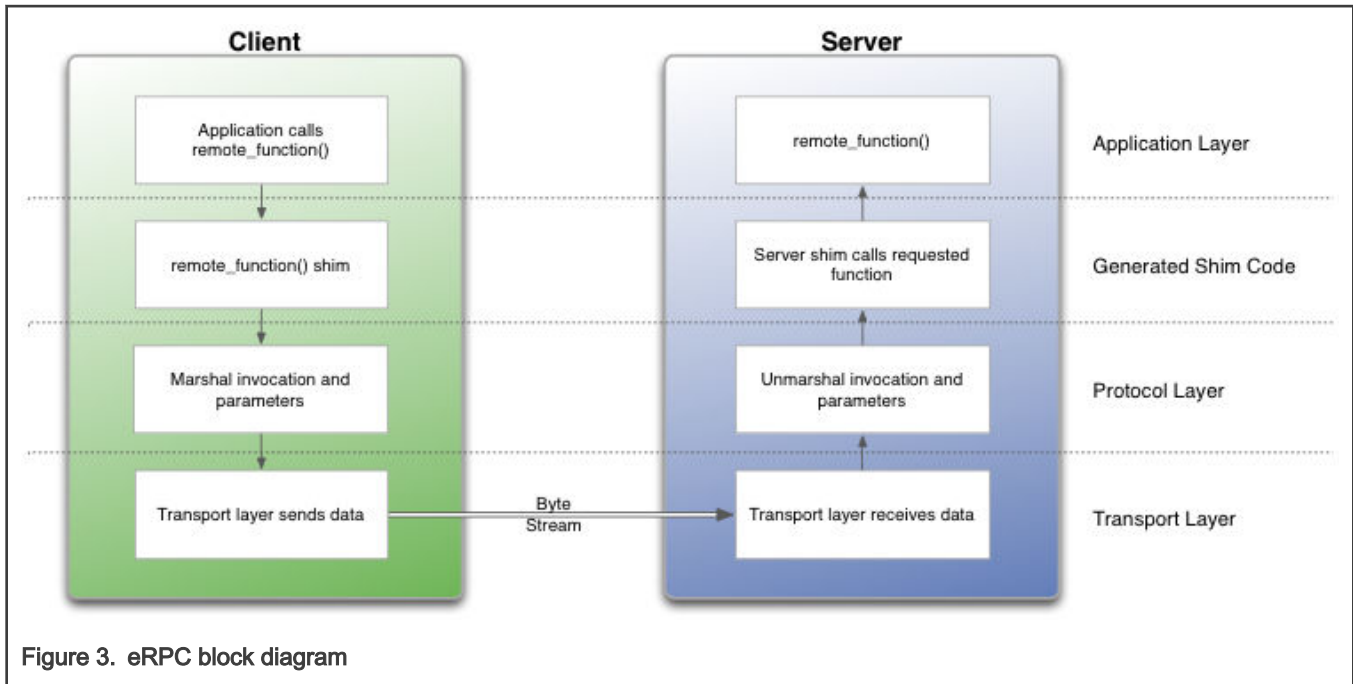 Client
Server
Application calls
remote_function()
remote_function()
Application Layer
remote_function() shim
Server shim calls requested
function
Generated Shim Code
Marshal invocation and
parameters
Unmarshal invocation and
parameters
Protocol Layer
Transport layer sends data
Byte
Stream
Transport layer receives data
Transport Layer
Figure 3. eRPC block diagram